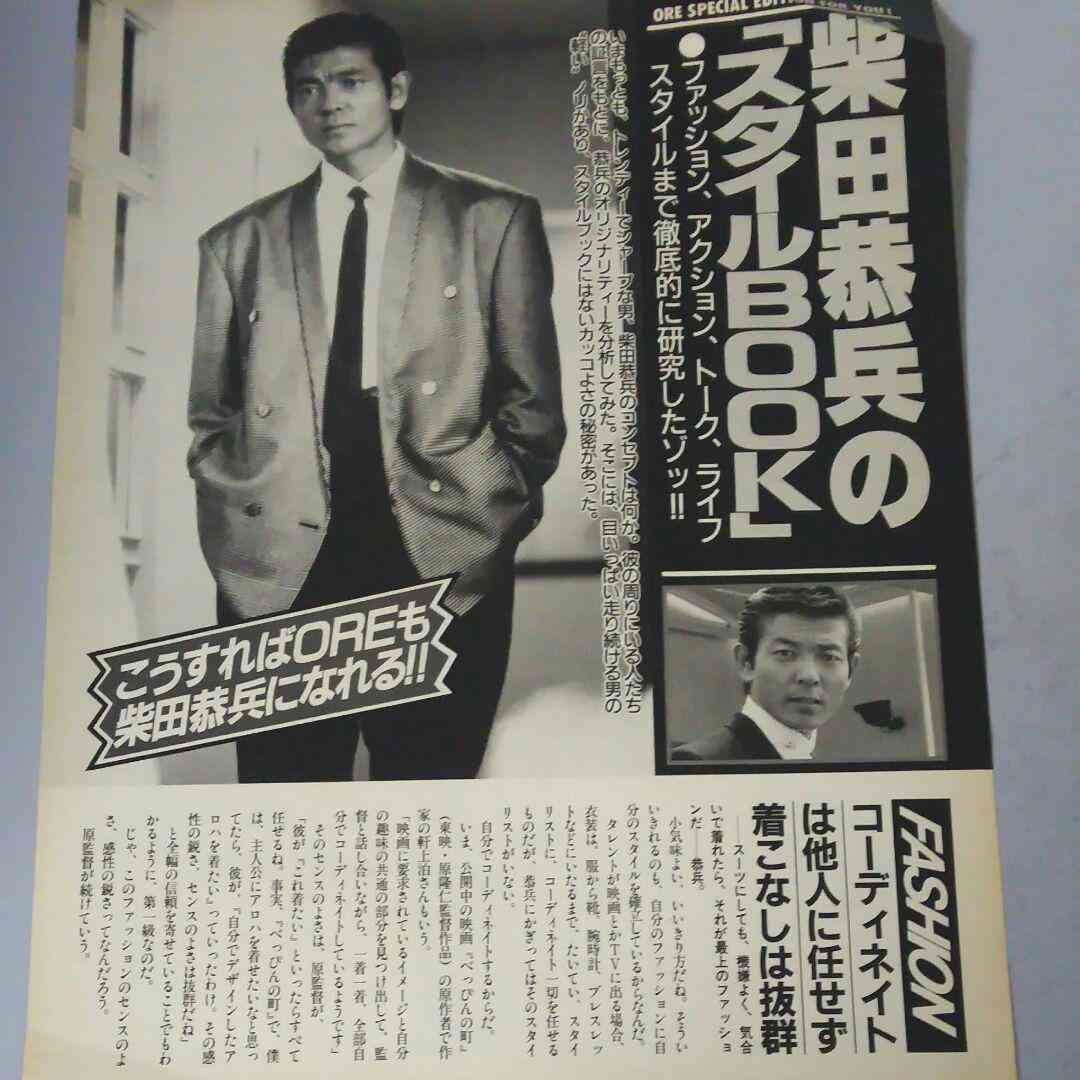 ORE SPECIAL EDITION FOR YOU!
柴田恭兵の
「スタイルBOOK」
●ファッション、アクション、トーク、ライフ
スタイルまで徹底的に研究したゾッ!!
いまもっとも、トレンディーでシャープな男、柴田恭兵のコンセプトは何か。彼の周りにいる人たち
の証言をもとに、恭兵のオリジナリティーを分析してみた。そこには、目いっぱい走り続ける男の
“軽い”ノリがあり、スタイルブックにはないカッコよさの秘密があった。
こうすればOREも
柴田恭兵になれる!!
FASHION
コーディネイト
は他人に任せず
着こなしは抜群
──スーツにしても、機嫌よく、気合
いで着れたら、それが最上のファッショ
ンだ──恭兵。
小気味よい、いいきり方だね。そうい
いきれるのも、自分のファッションに自
分のスタイルを確立しているからなんだ。
タレントが映画とかTVに出る場合、
衣装は、服から靴、腕時計、ブレスレッ
トなどにいたるまで、たいてい、スタイ
リストに、コーディネイト一切を任せる
ものだが、恭兵にかぎってはそのスタイ
リストがいない。
自分でコーディネイトするからだ。
いま、公開中の映画『べっぴんの町』
(東映・原隆仁監督作品)の原作者で作
家の軒上泊さんもいう。
「映画に要求されているイメージと自分
の趣味の共通の部分を見つけ出して、監
督と話し合いながら、一着一着、全部自
分でコーディネイトしているようです」
そのセンスのよさは、原監督が、
「彼が『これ着たい』といったらすべて
任せるね。事実、『べっぴんの町』で、僕
は、主人公にアロハを着せたいなと思っ
てたら、彼が、『自分でデザインしたア
ロハを着たい』っていったわけ。その感
性の鋭さ、センスのよさは抜群だね」
と全幅の信頼を寄せていることでもわ
かるように、第一級なのだ。
じゃ、このファッションのセンスのよ
さ、感性の鋭さってなんだろう。
原監督が続けていう。